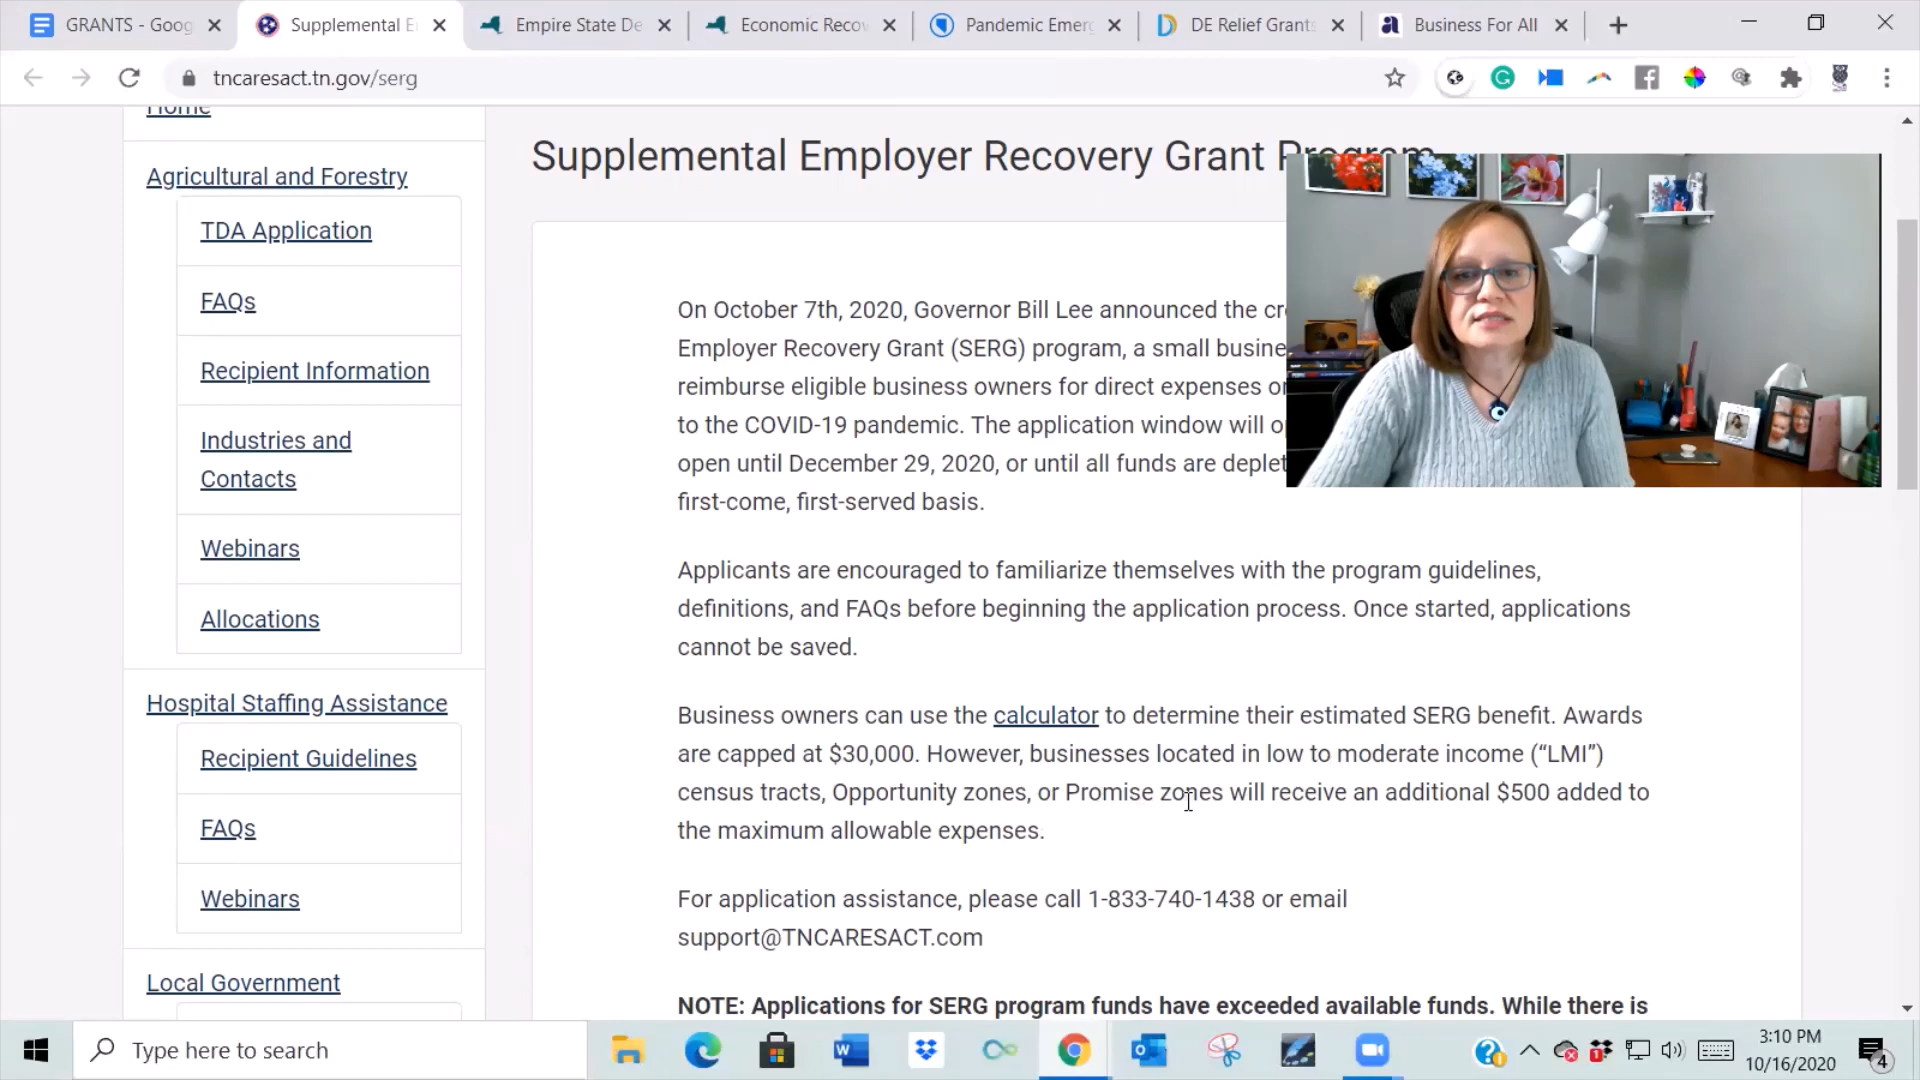 GRANTS - Goog
Supplemental E
Empire State De
Economic Recov
Pandemic Emerg
DE Relief Grants
Business For All
tncaresact.tn.gov/serg
Home
Agricultural and Forestry
TDA Application
FAQs
Recipient Information
Industries and
Contacts
Webinars
Allocations
Hospital Staffing Assistance
Recipient Guidelines
FAQs
Webinars
Local Government
Supplemental Employer Recovery Grant Program
On October 7th, 2020, Governor Bill Lee announced the cr
Employer Recovery Grant (SERG) program, a small busine
reimburse eligible business owners for direct expenses o
to the COVID-19 pandemic. The application window will o
open until December 29, 2020, or until all funds are deplet
first-come, first-served basis.
Applicants are encouraged to familiarize themselves with the program guidelines,
definitions, and FAQs before beginning the application process. Once started, applications
cannot be saved.
Business owners can use the calculator to determine their estimated SERG benefit. Awards
are capped at $30,000. However, businesses located in low to moderate income (“LMI”)
census tracts, Opportunity zones, or Promise zones will receive an additional $500 added to
the maximum allowable expenses.
For application assistance, please call 1-833-740-1438 or email
support@TNCARESACT.com
NOTE: Applications for SERG program funds have exceeded available funds. While there is
Type here to search
3:10 PM
10/16/2020
4